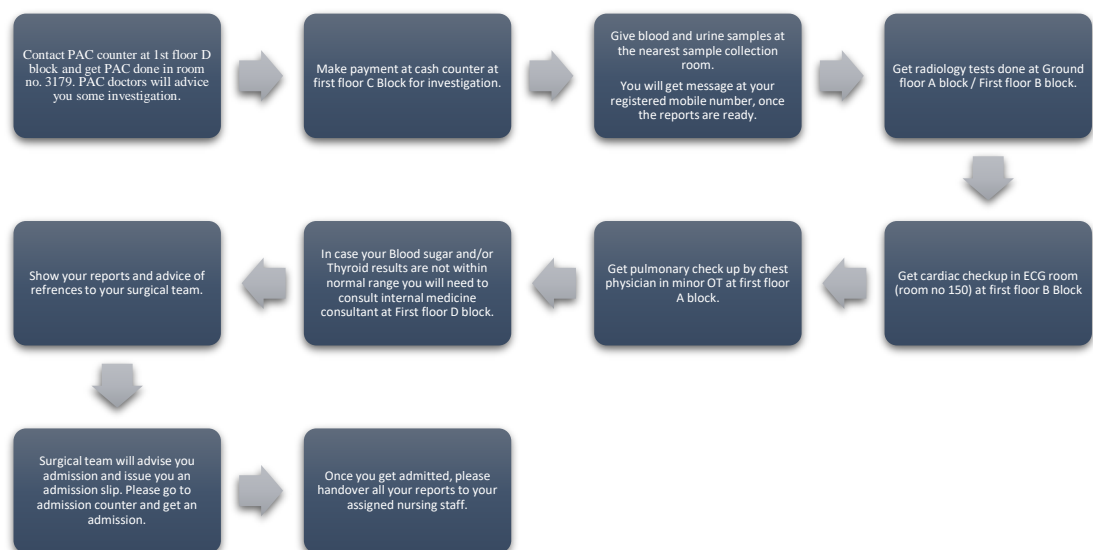 Contact PAC counter at 1st floor D
block and get PAC done in room
no. 3179. PAC doctors will advice
you some investigation.
Make payment at cash counter at
first floor C Block for investigation.
Give blood and urine samples at
the nearest sample collection
room.
You will get message at your
registered mobile number, once
the reports are ready.
Get radiology tests done at Ground
floor A block / First floor B block.
Get cardiac checkup in ECG room
(room no 150) at first floor B Block
Get pulmonary check up by chest
physician in minor OT at first floor
A block.
In case your Blood sugar and/or
Thyroid results are not within
normal range you will need to
consult internal medicine
consultant at First floor D block.
Show your reports and advice of
refrences to your surgical team.
Surgical team will advise you
admission and issue you an
admission slip. Please go to
admission counter and get an
admission.
Once you get admitted, please
handover all your reports to your
assigned nursing staff.